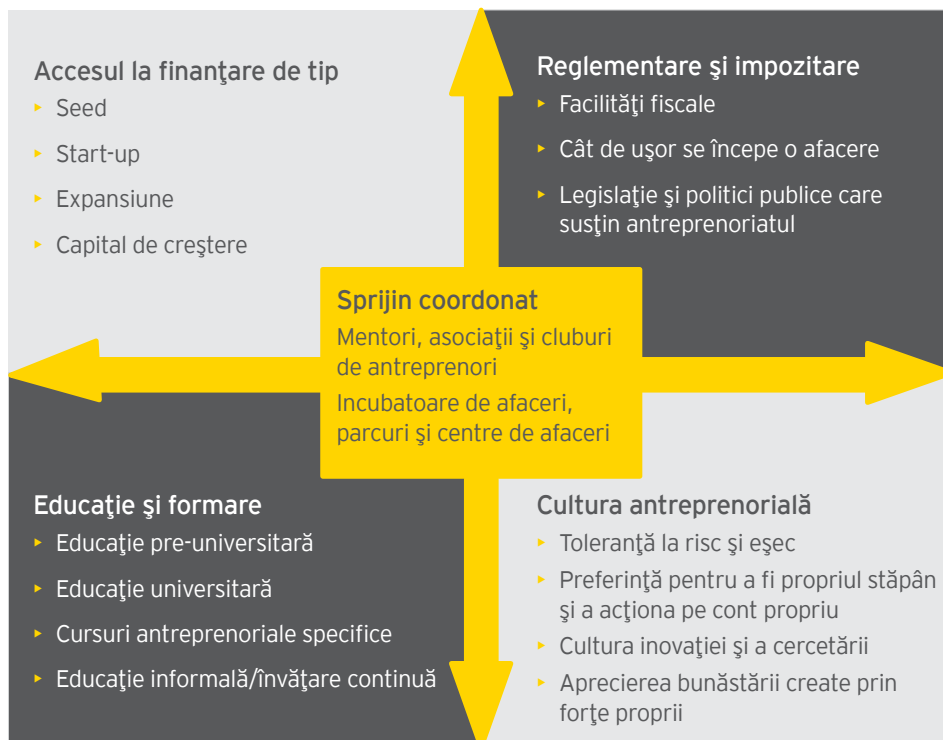 Accesul la finanţare de tip
‣ Seed
‣ Start-up
‣ Expansiune
‣ Capital de creştere
Reglementare şi impozitare
‣ Facilităţi fiscale
‣ Cât de uşor se începe o afacere
‣ Legislaţie şi politici publice care
susţin antreprenoriatul
Sprijin coordonat
Mentori, asociaţii şi cluburi
de antreprenori
Incubatoare de afaceri,
parcuri şi centre de afaceri
Educaţie şi formare
‣ Educaţie pre-universitară
‣ Educaţie universitară
‣ Cursuri antreprenoriale specifice
‣ Educaţie informală/învăţare continuă
Cultura antreprenorială
‣ Toleranţă la risc şi eşec
‣ Preferinţă pentru a fi propriul stăpân
şi a acţiona pe cont propriu
‣ Cultura inovaţiei şi a cercetării
‣ Aprecierea bunăstării create prin
forţe proprii